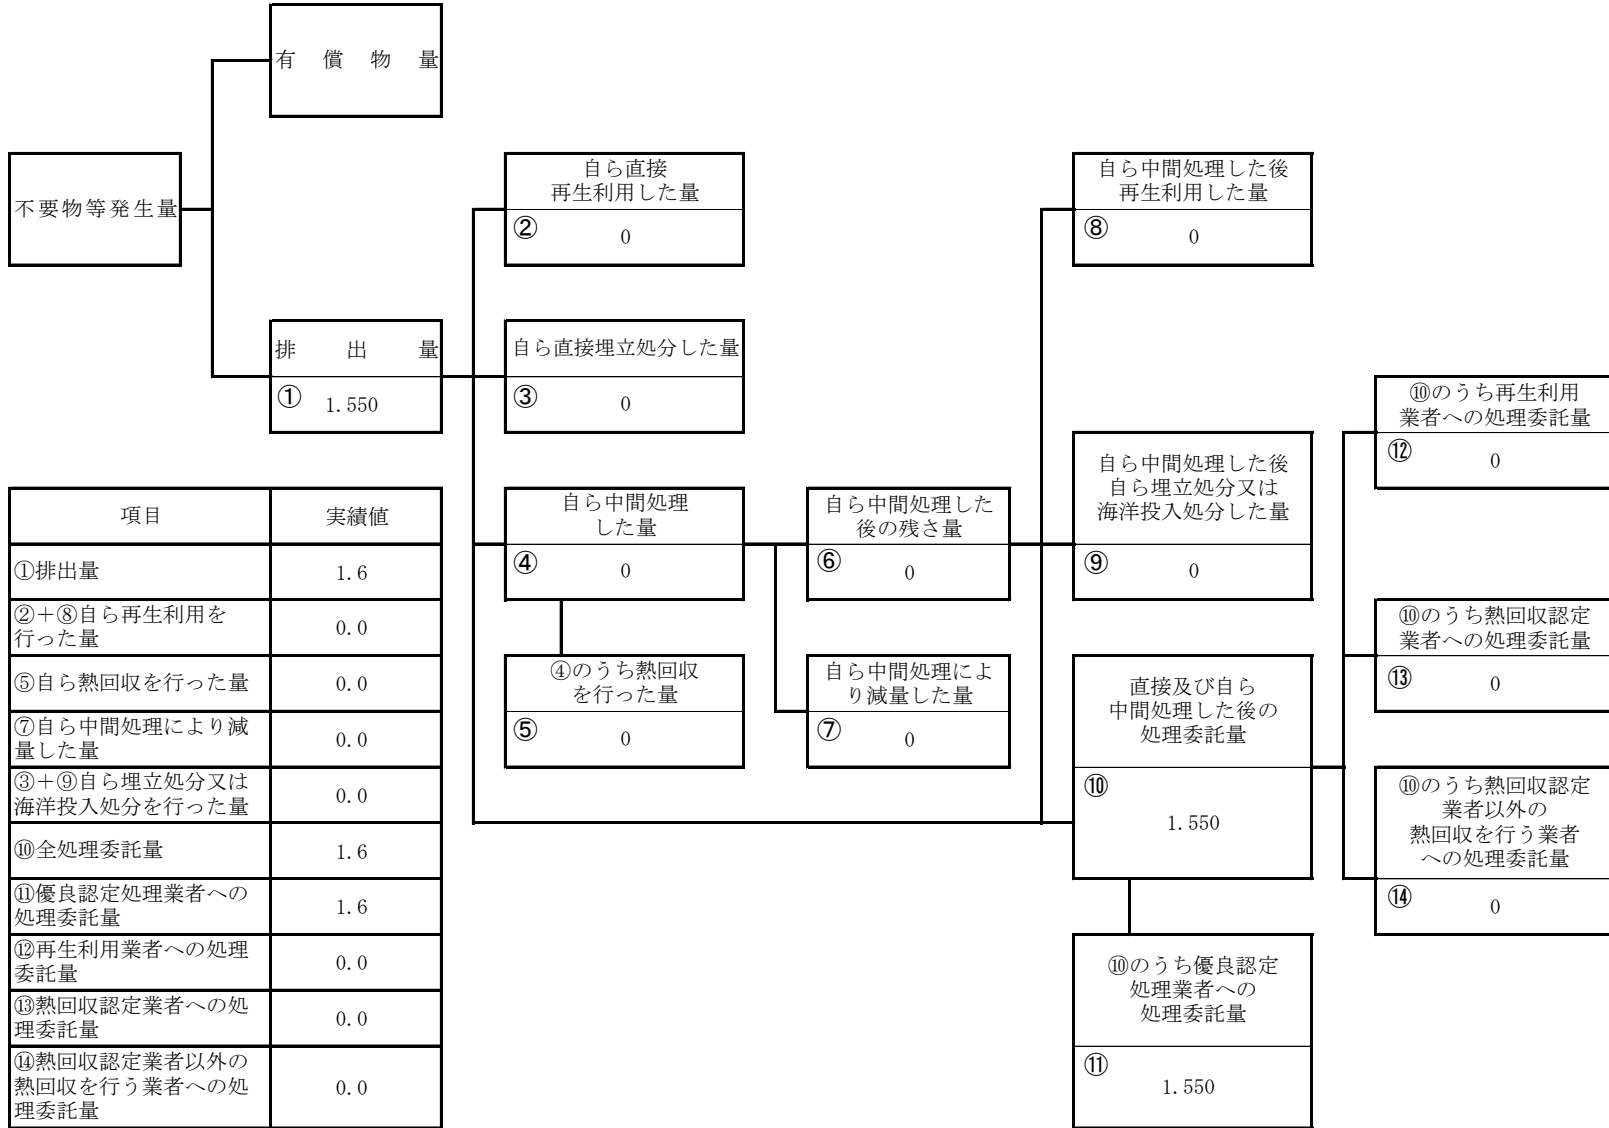 有償物量
不要物等発生量
排出量
① 1.550
自ら直接
再生利用した量
② 0
自ら直接埋立処分した量
③ 0
自ら中間処理
した量
④ 0
④のうち熱回収
を行った量
⑤ 0
自ら中間処理した
後の残さ量
⑥ 0
自ら中間処理によ
り減量した量
⑦ 0
自ら中間処理した後
再生利用した量
⑧ 0
自ら中間処理した後
自ら埋立処分又は
海洋投入処分した量
⑨ 0
直接及び自ら
中間処理した後の
処理委託量
⑩
1.550
⑩のうち優良認定
処理業者への
処理委託量
⑪
1.550
⑩のうち再生利用
業者への処理委託量
⑫ 0
⑩のうち熱回収認定
業者への処理委託量
⑬ 0
⑩のうち熱回収認定
業者以外の
熱回収を行う業者
への処理委託量
⑭ 0
項目 実績値
①排出量 1.6
②＋⑧自ら再生利用を
行った量 0.0
⑤自ら熱回収を行った量 0.0
⑦自ら中間処理により減
量した量 0.0
③＋⑨自ら埋立処分又は
海洋投入処分を行った量 0.0
⑩全処理委託量 1.6
⑪優良認定処理業者への
処理委託量 1.6
⑫再生利用業者への処理
委託量 0.0
⑬熱回収認定業者への処
理委託量 0.0
⑭熱回収認定業者以外の
熱回収を行う業者への処
理委託量 0.0